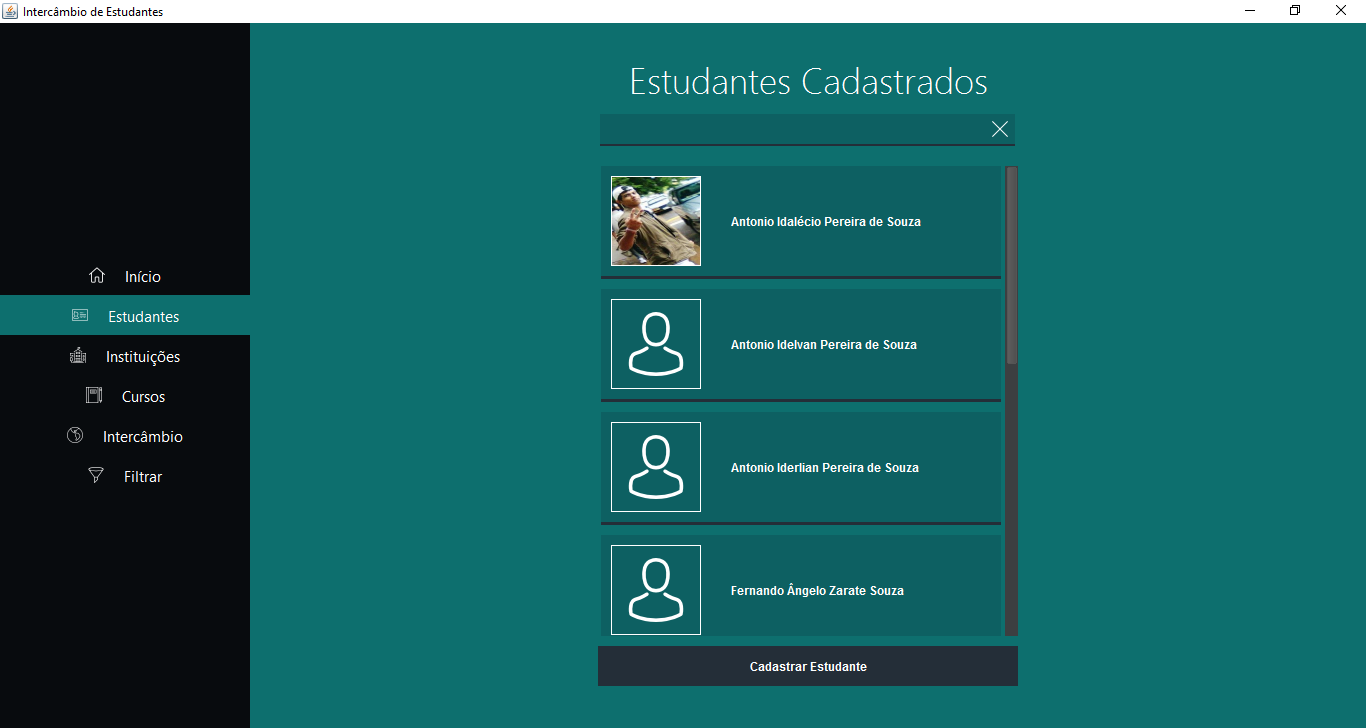 Intercâmbio de Estudantes
Início
Estudantes
Instituições
Cursos
Intercâmbio
Filtrar
Estudantes Cadastrados
Antonio Idalécio Pereira de Souza
Antonio Idelvan Pereira de Souza
Antonio Iderlian Pereira de Souza
Fernando Ângelo Zarate Souza
Cadastrar Estudante